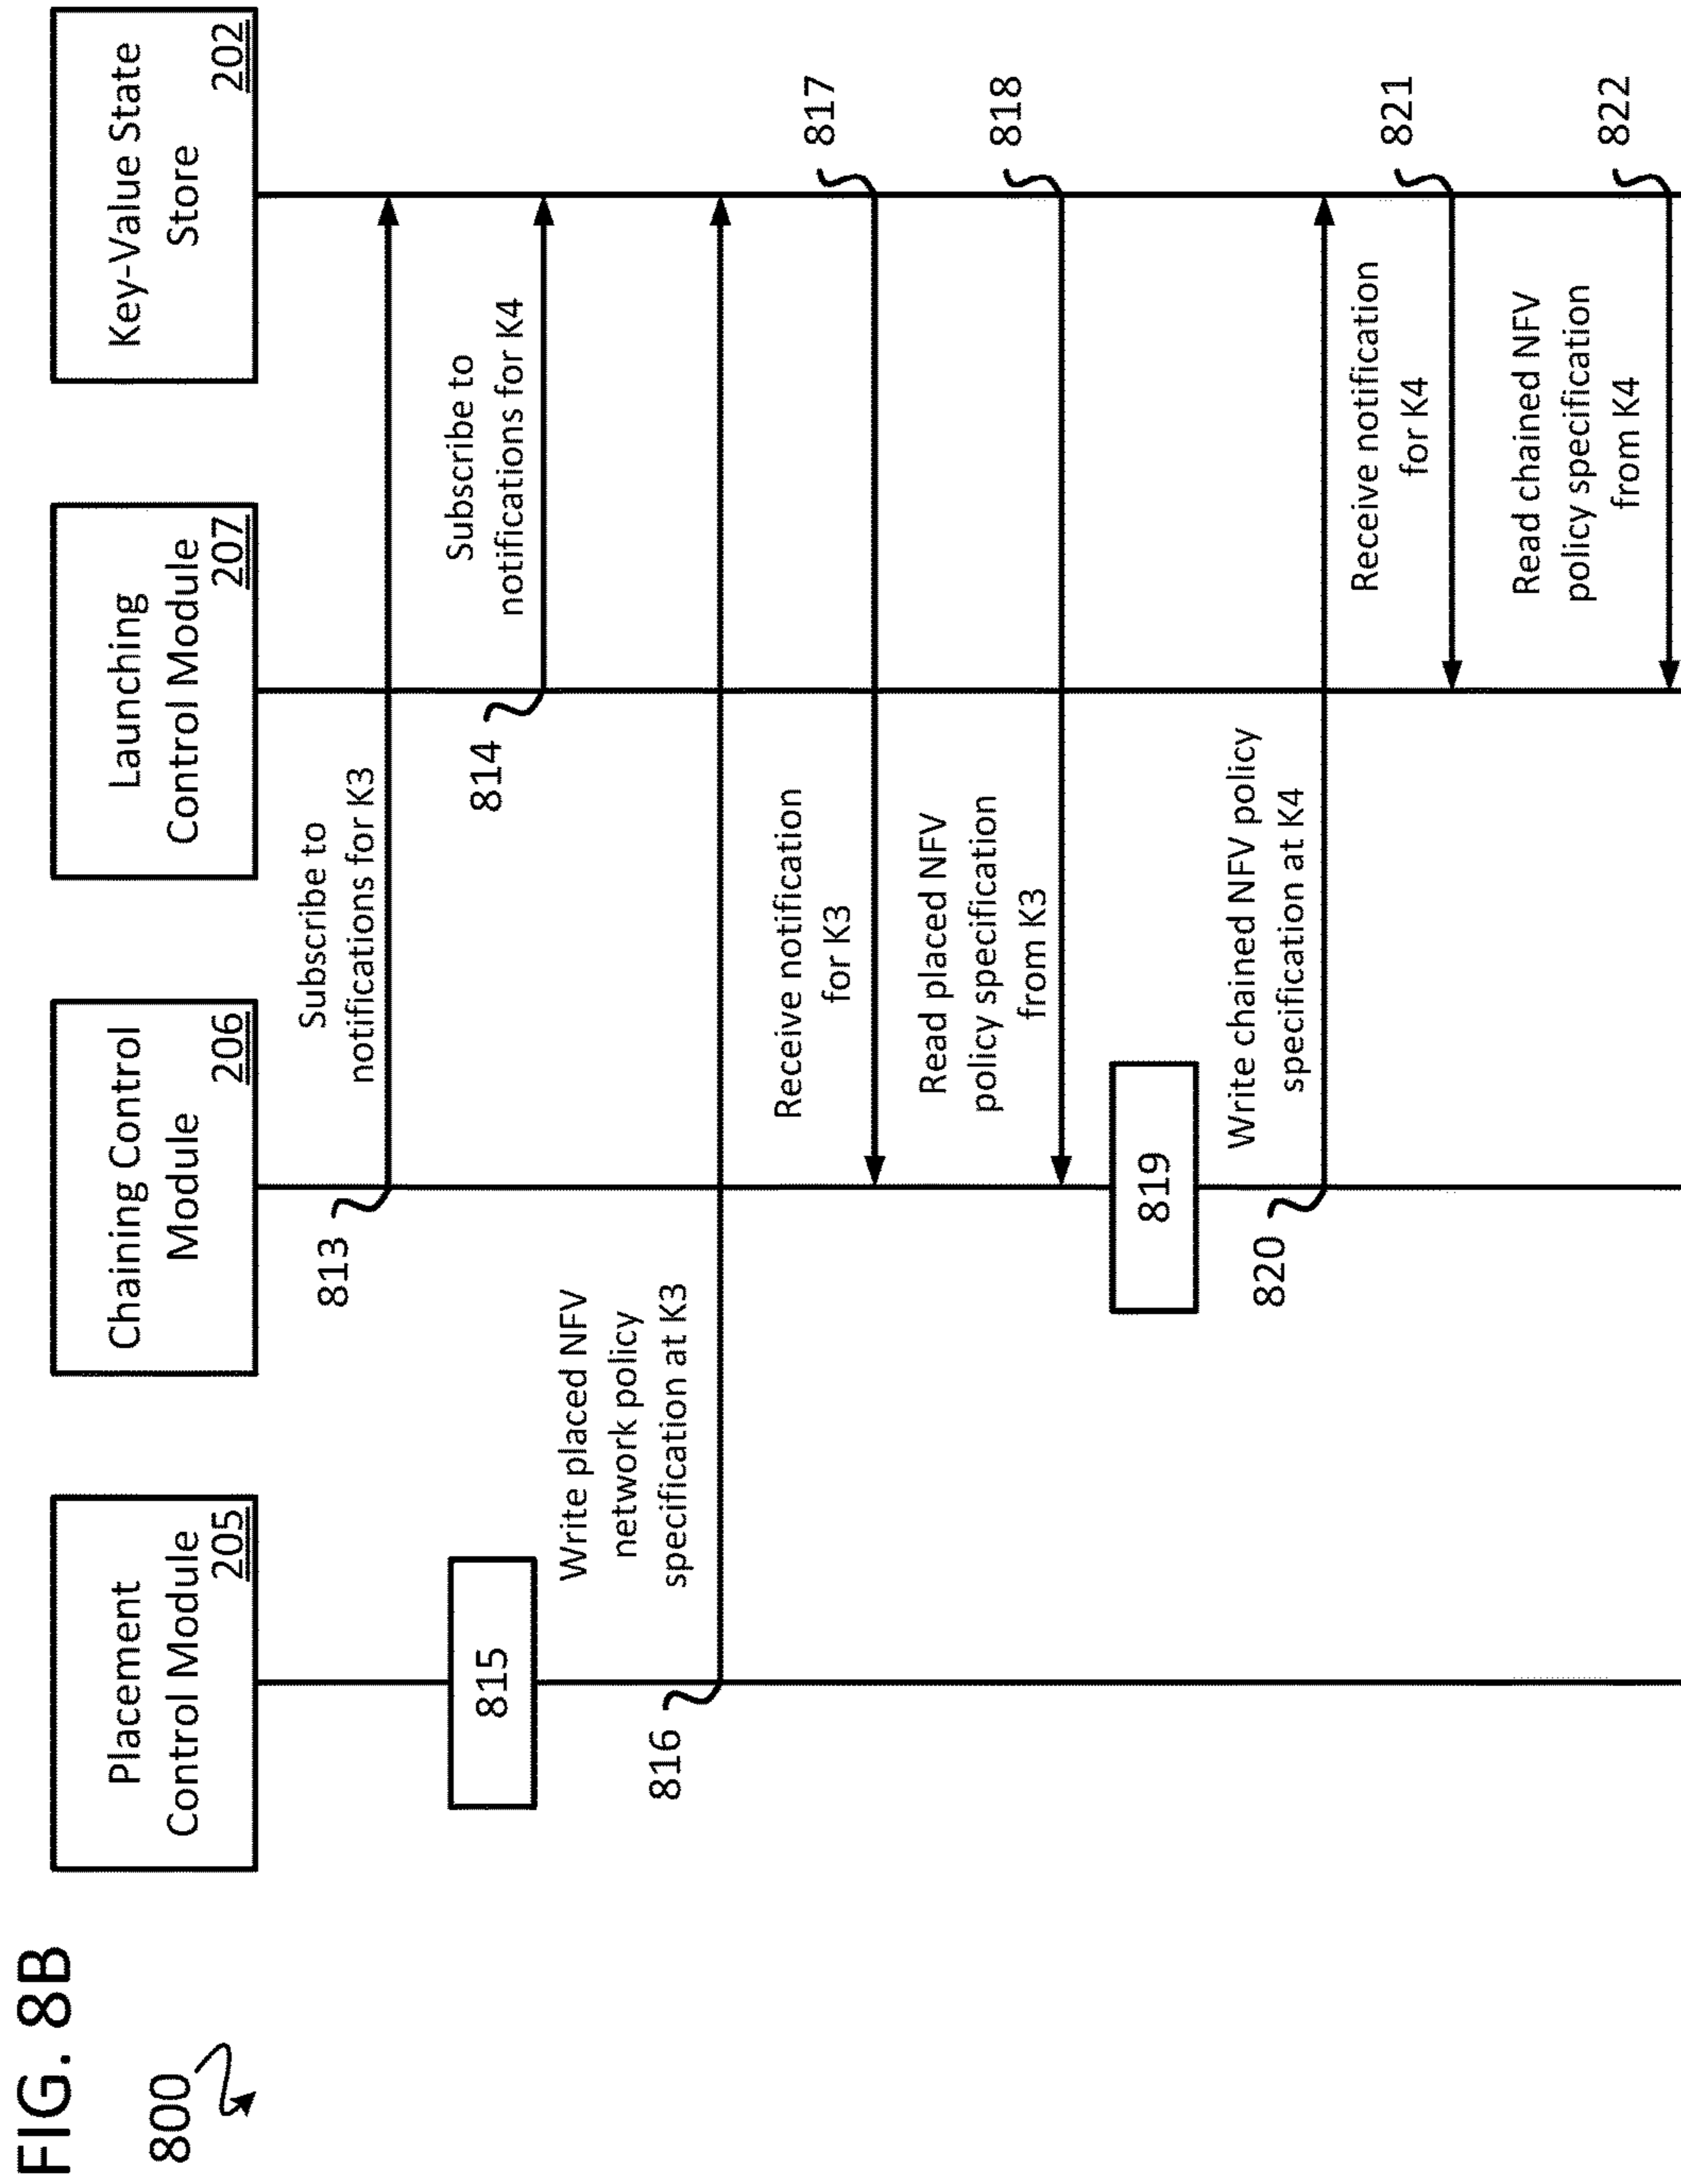 FIG. 8B
800
Placement
Control Module
205
Chaining Control
Module
206
Launching
Control Module
207
Key-Value State
Store
202
813
Subscribe to
notifications for K3
814
Subscribe to
notifications for K4
815
816
Write placed NFV
network policy
specification at K3
817
Receive notification
for K3
818
Read placed NFV
policy specification
from K3
819
820
Write chained NFV policy
specification at K4
821
Receive notification
for K4
822
Read chained NFV
policy specification
from K4